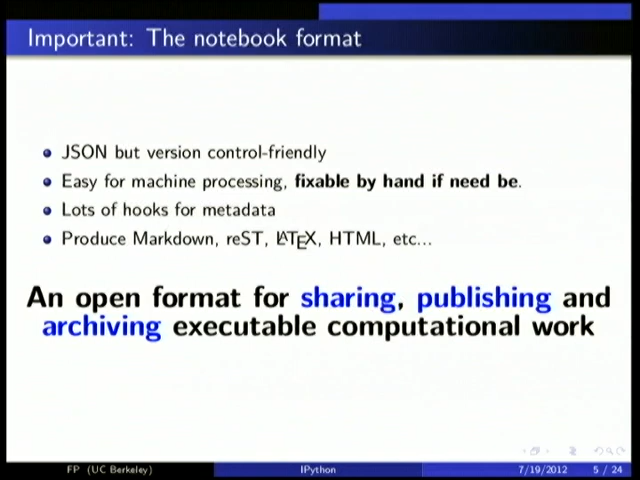 Important: The notebook format
JSON but version control-friendly
Easy for machine processing, fixable by hand if need be.
Lots of hooks for metadata
Produce Markdown, reST, LATEX, HTML, etc...
An open format for sharing, publishing and
archiving executable computational work
FP (UC Berkeley)
IPython
7/19/2012
5 / 24